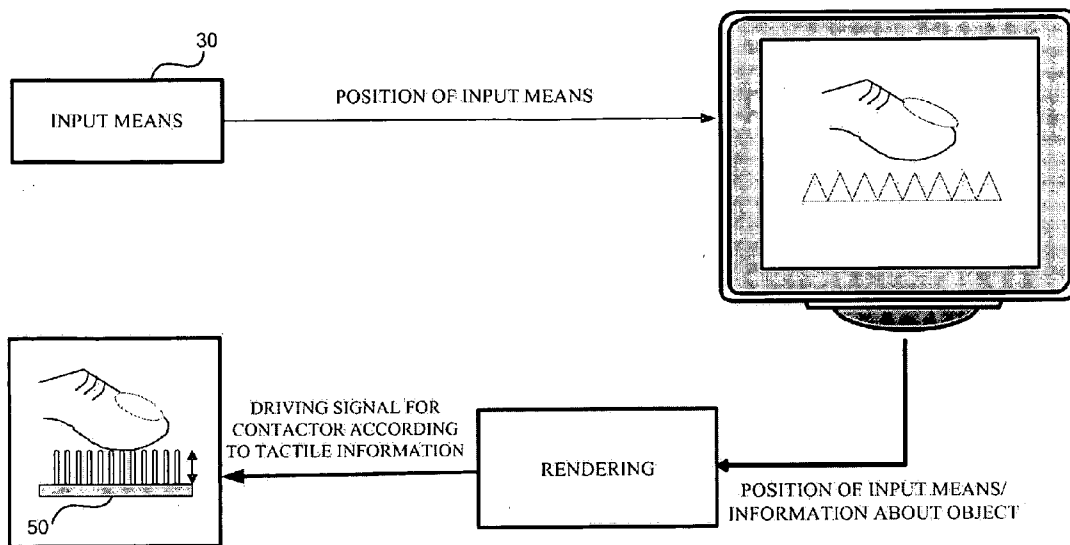 30
INPUT MEANS
POSITION OF INPUT MEANS
DRIVING SIGNAL FOR
CONTACTOR ACCORDING
TO TACTILE INFORMATION
RENDERING
POSITION OF INPUT MEANS/
INFORMATION ABOUT OBJECT
50